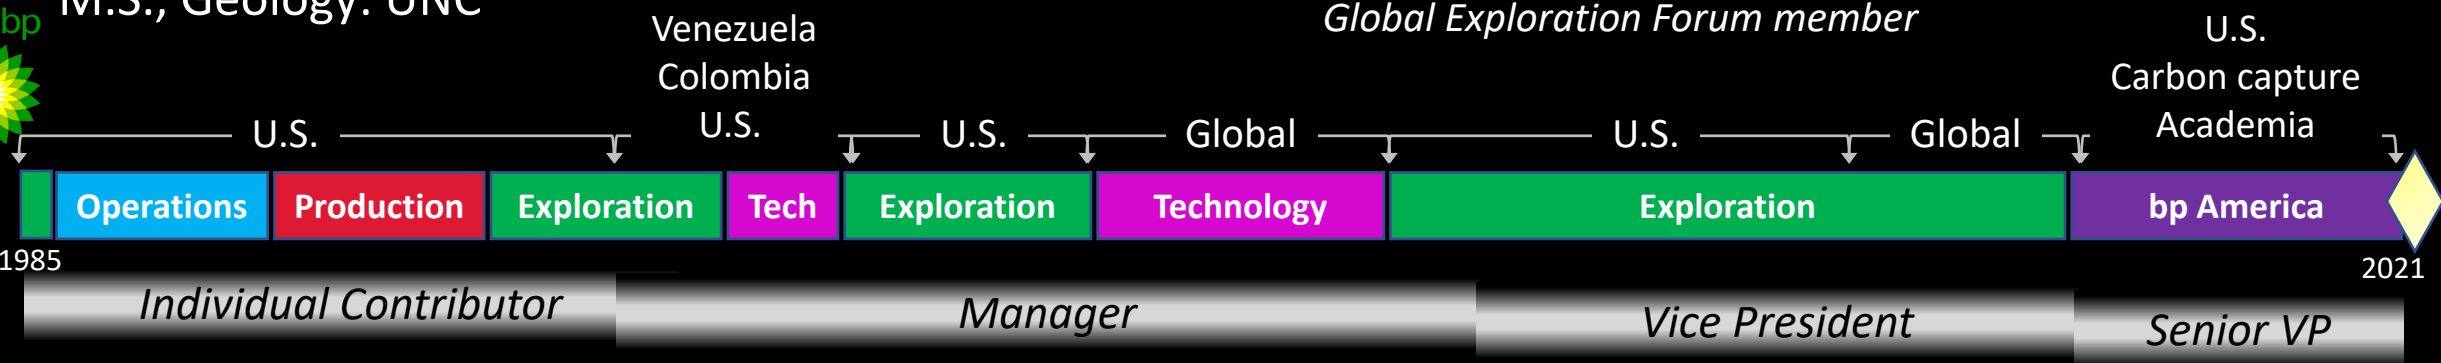 bp
M.S., Geology: UNC
Global Exploration Forum member
Venezuela
Colombia
U.S.
U.S.
Carbon capture
Academia
U.S.
U.S.
Global
U.S.
Global
Operations
Production
Exploration
Tech
Exploration
Technology
Exploration
bp America
1985
2021
Individual Contributor
Manager
Vice President
Senior VP